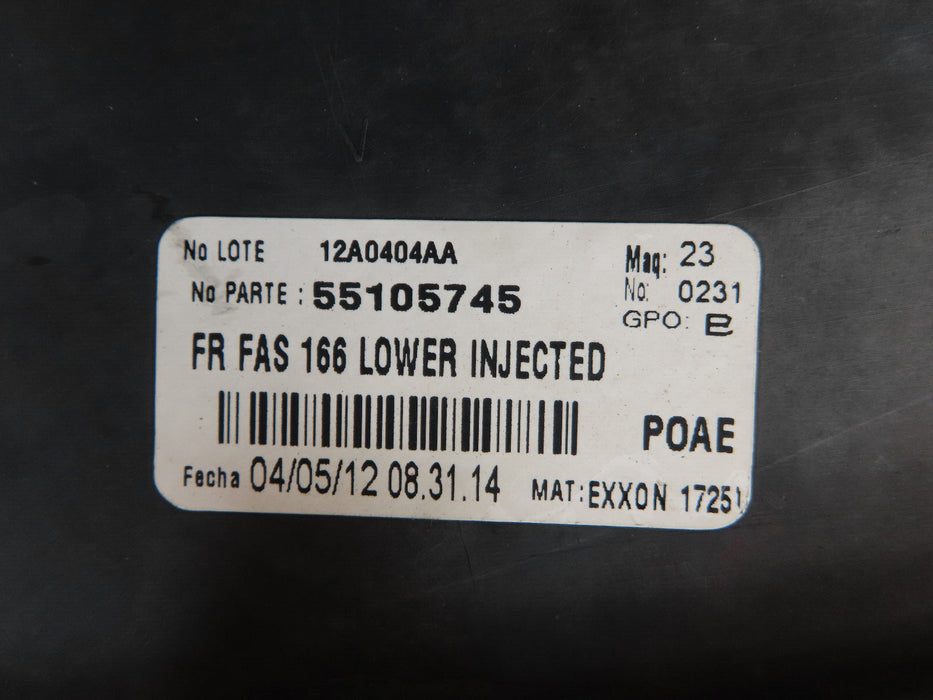 No LOTE 12A0404AA
Maq: 23
No PARTE : 55105745
No: 0231
GPO: B
FR FAS 166 LOWER INJECTED
POAE
Fecha 04/05/12 08.31.14
MAT:EXXON 17251